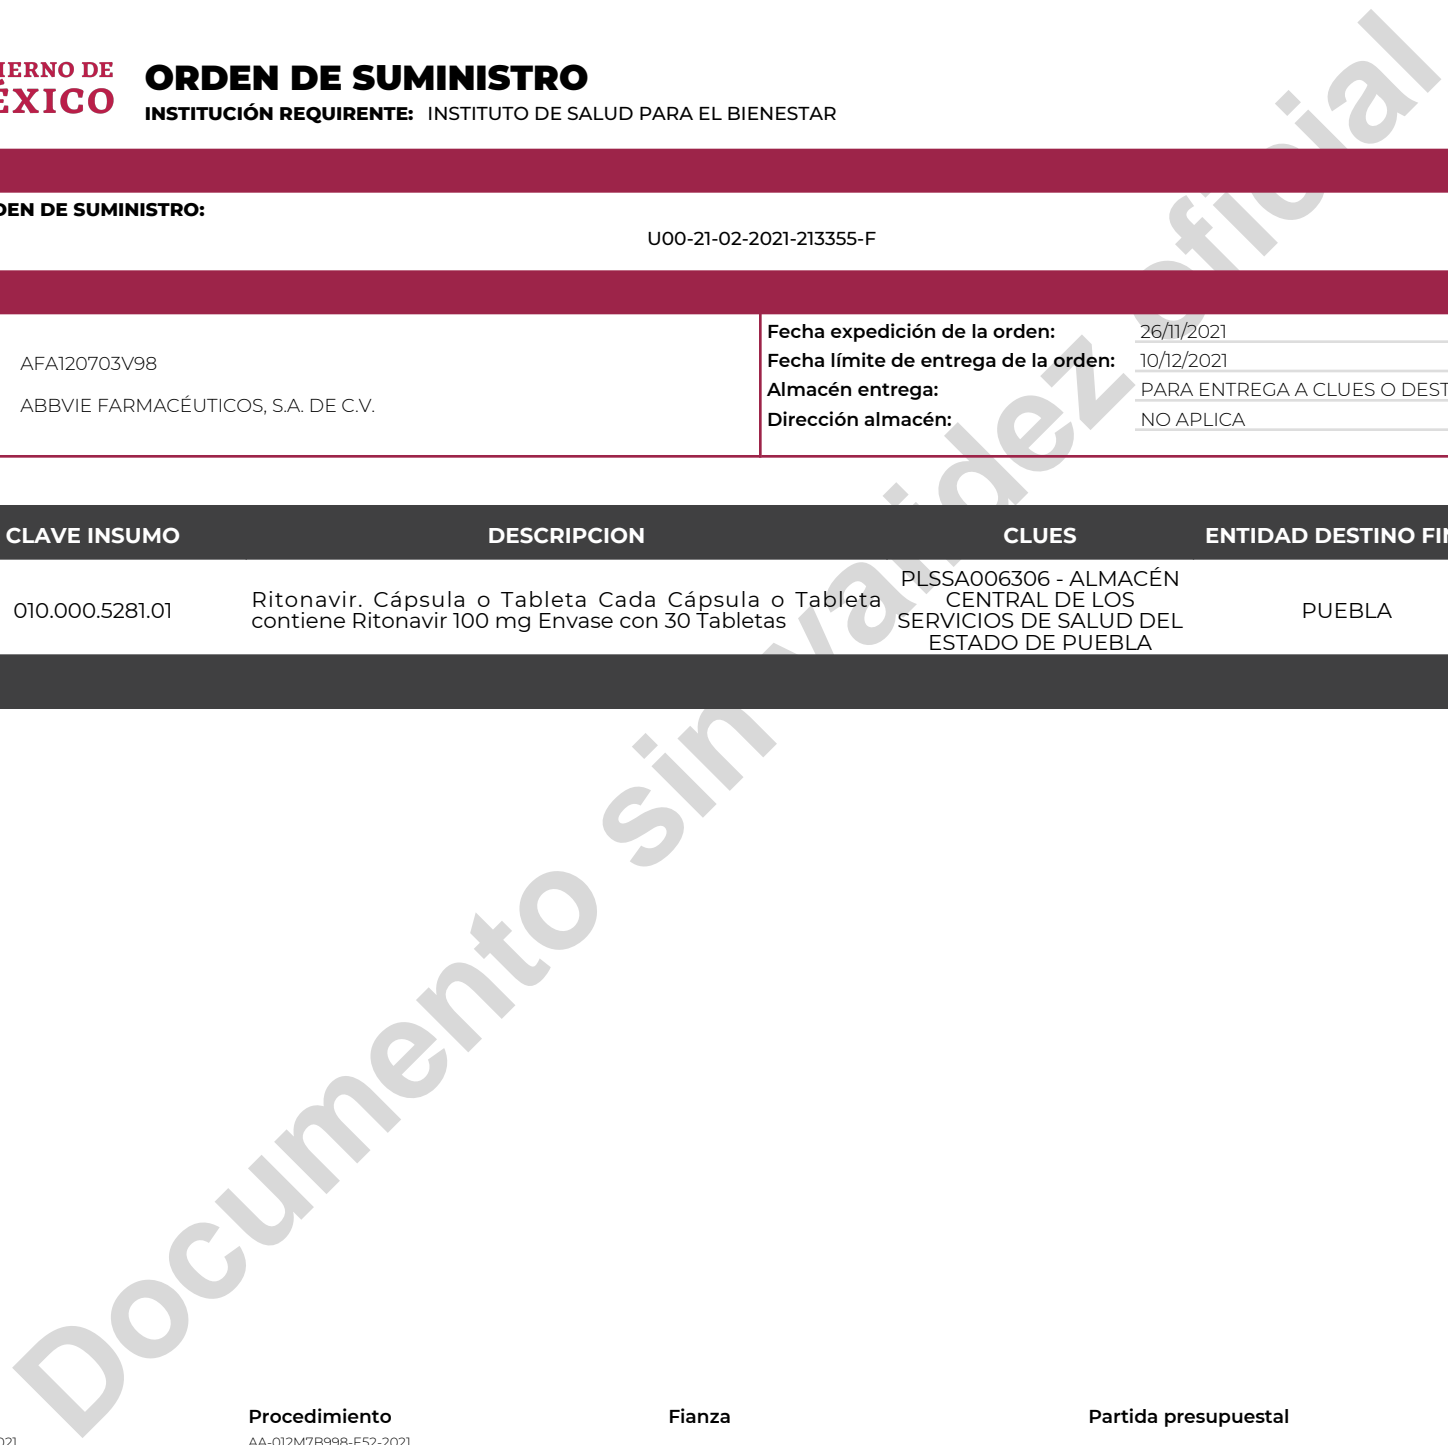 IERNO DE
ÉXICO
ORDEN DE SUMINISTRO
INSTITUCIÓN REQUIRENTE: INSTITUTO DE SALUD PARA EL BIENESTAR
DEN DE SUMINISTRO:
U00-21-02-2021-213355-F
AFA120703V98
ABBVIE FARMACÉUTICOS, S.A. DE C.V.
Fecha expedición de la orden: 26/11/2021
Fecha límite de entrega de la orden: 10/12/2021
Almacén entrega: PARA ENTREGA A CLUES O DEST
Dirección almacén: NO APLICA
CLAVE INSUMO DESCRIPCION CLUES ENTIDAD DESTINO FIN
010.000.5281.01
Ritonavir. Cápsula o Tableta Cada Cápsula o Tableta
contiene Ritonavir 100 mg Envase con 30 Tabletas
PLSSA006306 - ALMACÉN
CENTRAL DE LOS
SERVICIOS DE SALUD DEL
ESTADO DE PUEBLA
PUEBLA
Documento sin validez oficial
Procedimiento Fianza Partida presupuestal
021 AA-012M7B998-E52-2021